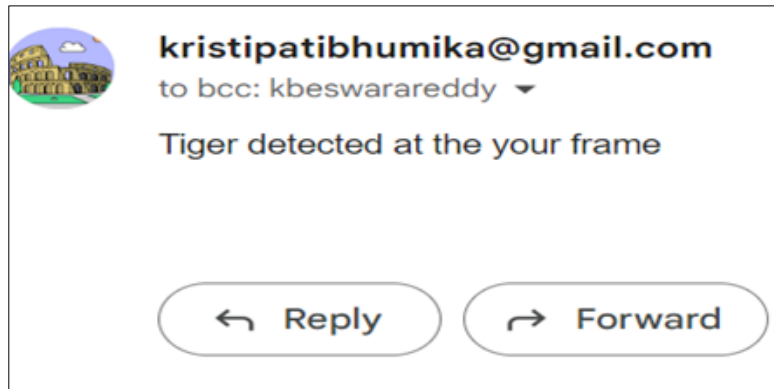 kristipatibhumika@gmail.com
to bcc: kbeswarareddy
Tiger detected at the your frame
Reply
Forward